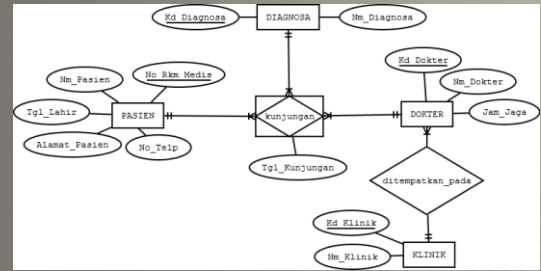 Kd_Diagnosa
DIAGNOSA
Nm_Diagnosa
Kd_Dokter
Nm_Pasien
No_Rkm_Medis
Nm_Dokter
Tgl_Lahir
PASIEN
kunjungan
DOKTER
Jam_Jaga
Alamat_Pasien
No_Telp
Tgl_Kunjungan
ditempatkan_pada
Kd_Klinik
Nm_Klinik
KLINIK